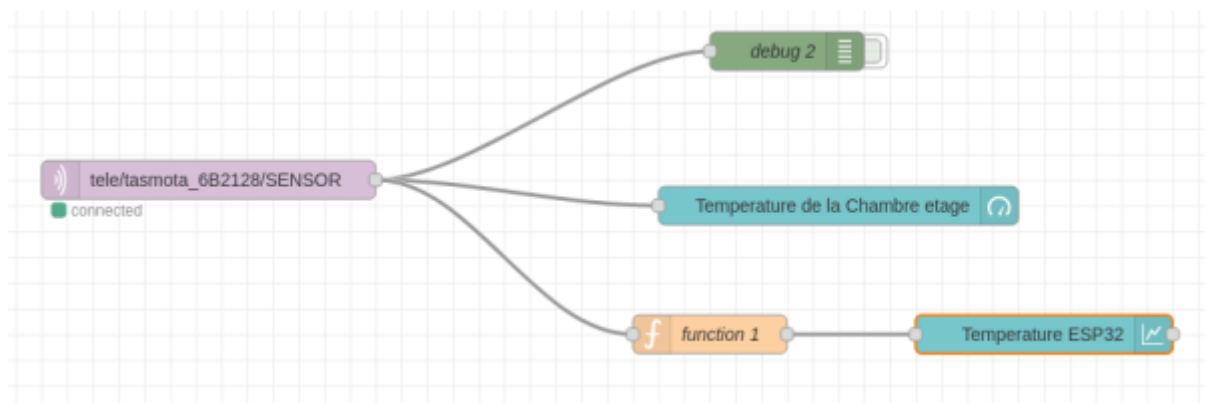 debug 2
tele/tasmota_6B2128/SENSOR
connected
Temperature de la Chambre etage
function 1
Temperature ESP32